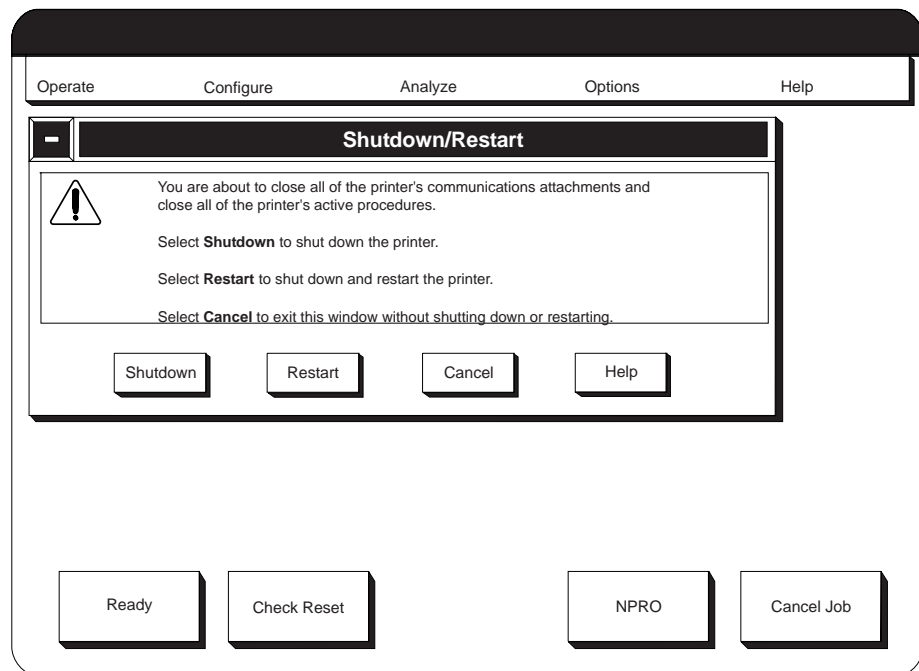 Operate Configure Analyze Options Help
Shutdown/Restart
You are about to close all of the printer's communications attachments and
close all of the printer's active procedures.
Select Shutdown to shut down the printer.
Select Restart to shut down and restart the printer.
Select Cancel to exit this window without shutting down or restarting.
Shutdown Restart Cancel Help
Ready Check Reset NPRO Cancel Job